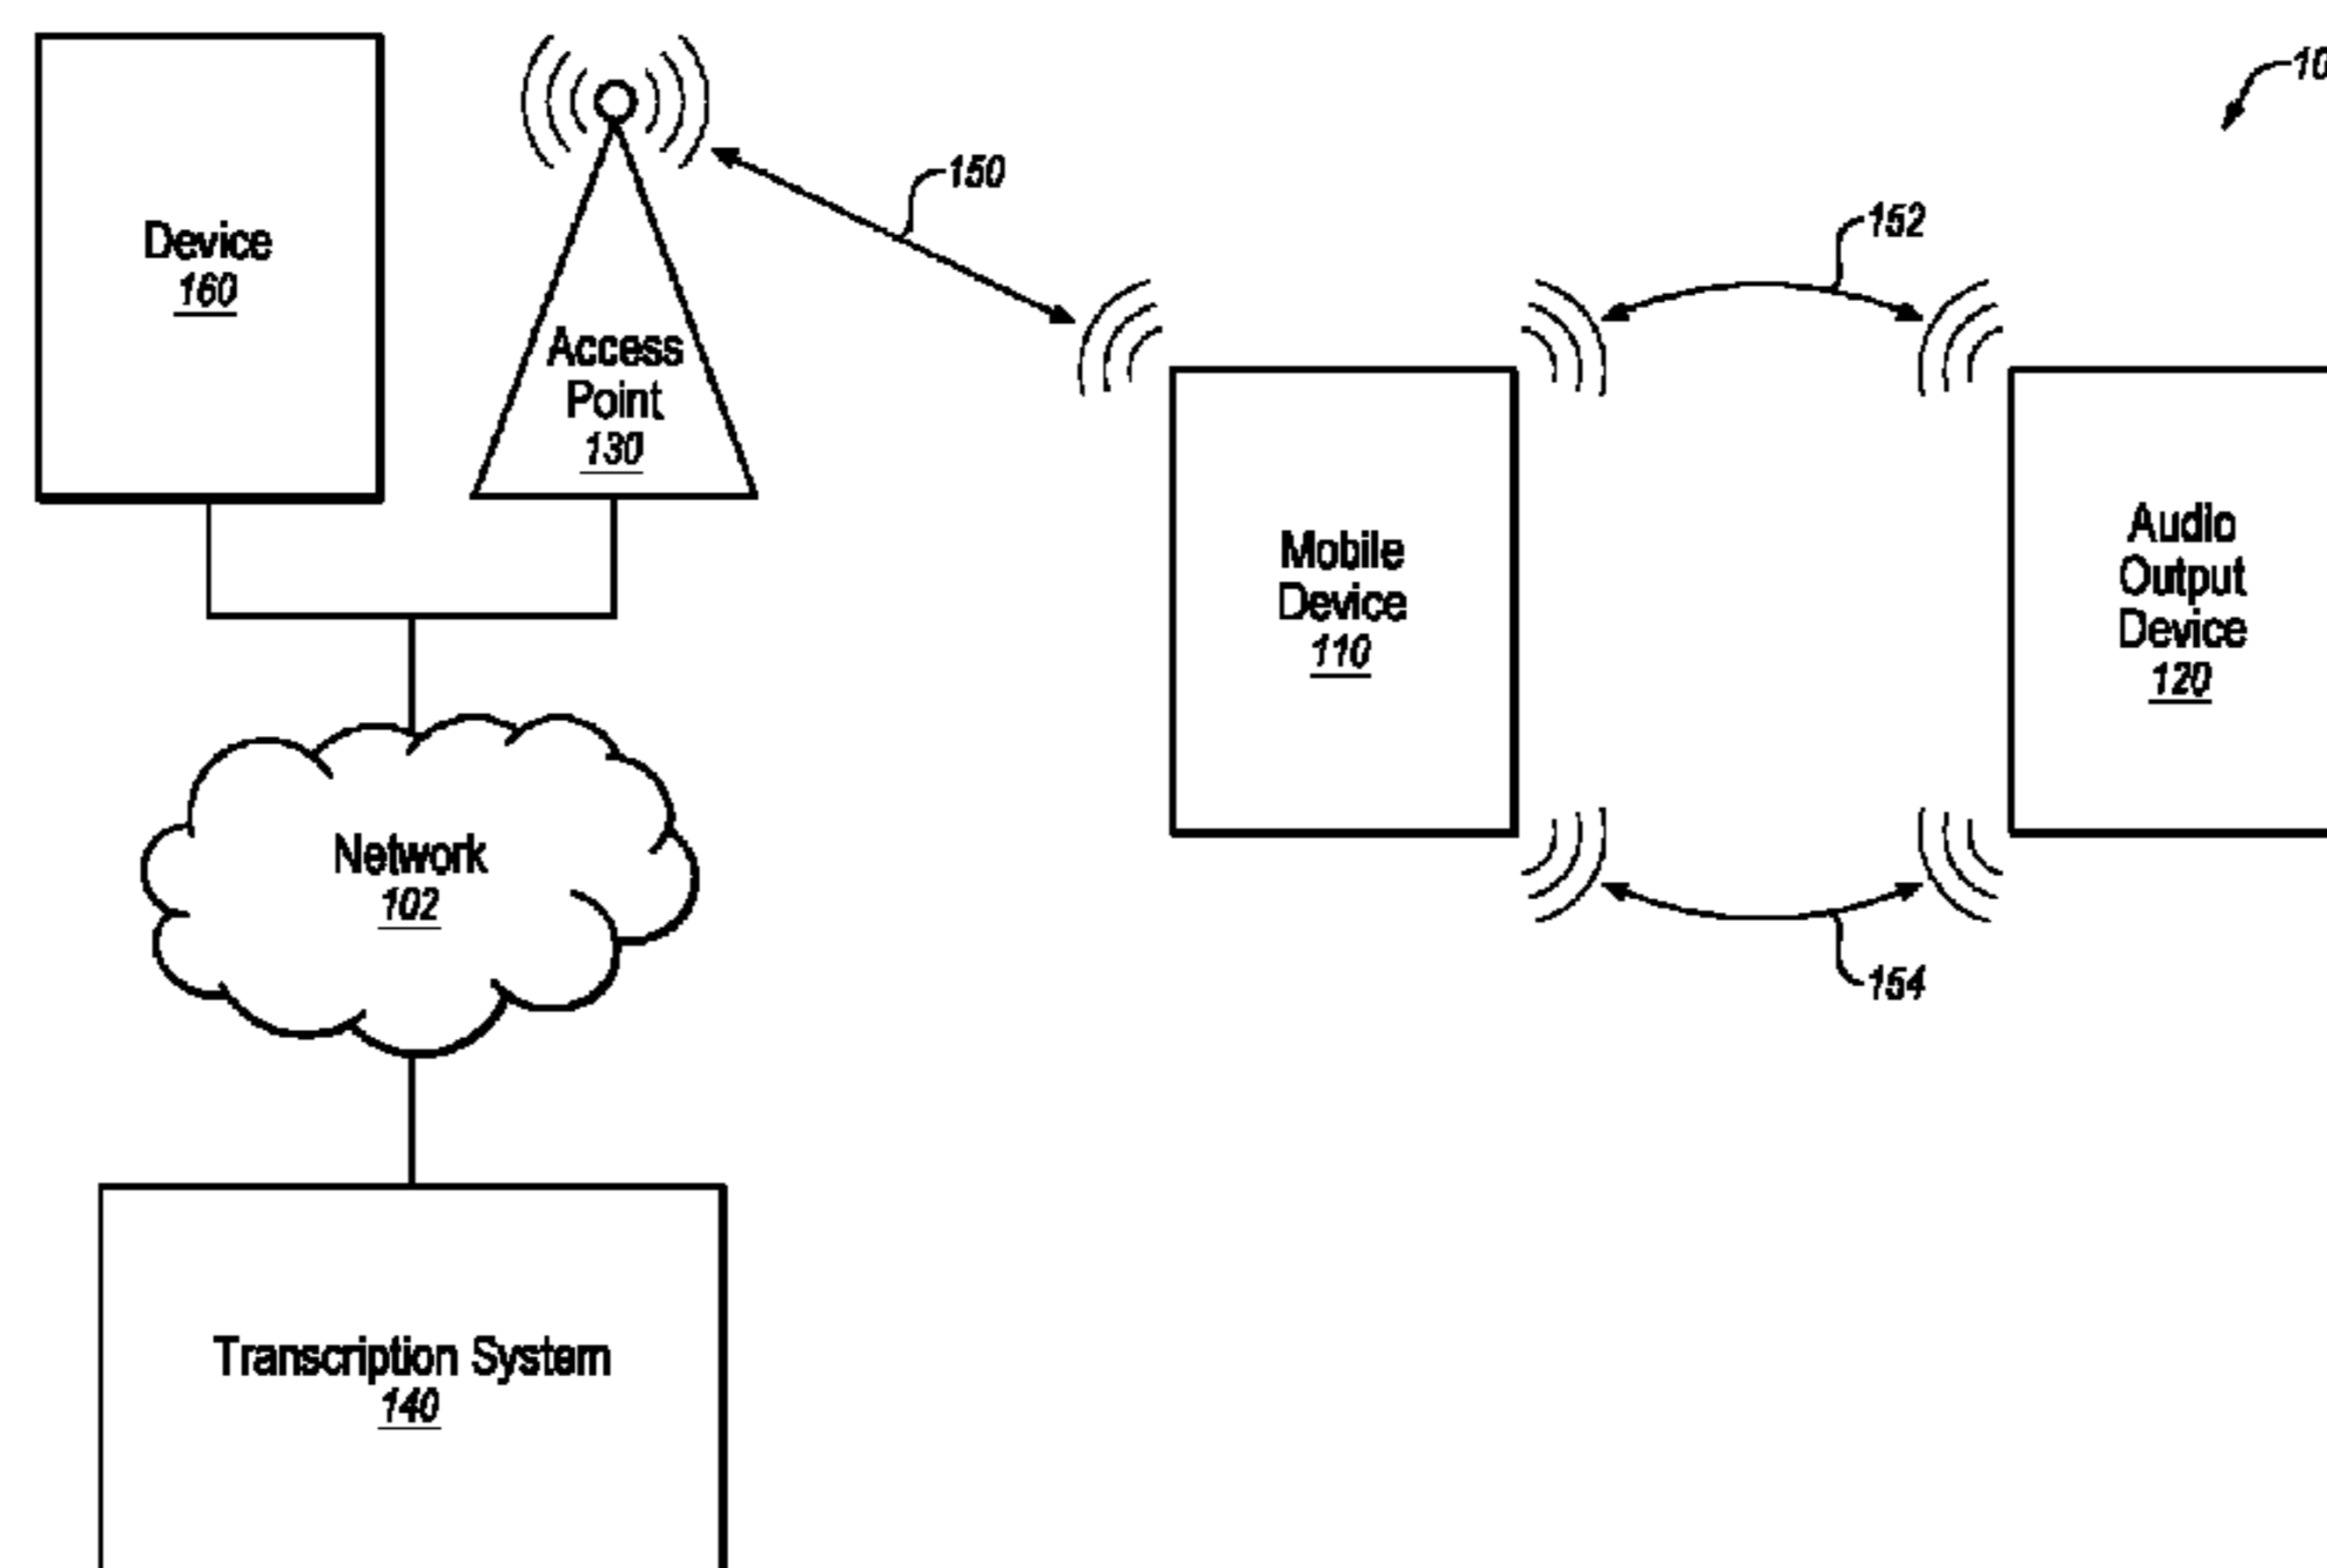 10
150
152
Device
160
Access
Point
130
Mobile
Device
110
Audio
Output
Device
120
Network
102
154
Transcription System
140